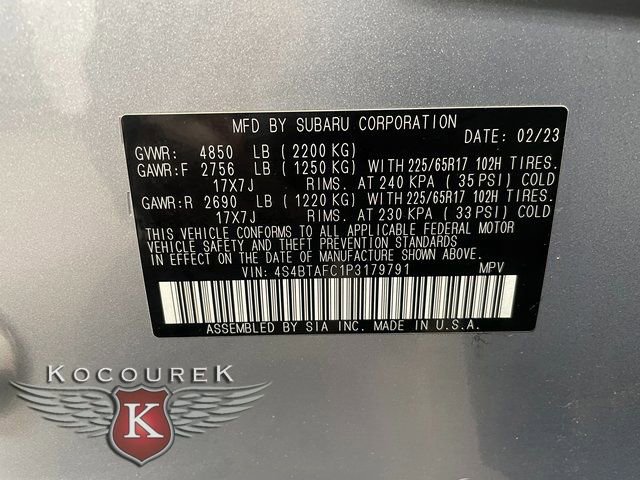 MFD BY SUBARU CORPORATION
DATE: 02/23
GVWR: 4850 LB (2200 KG)
GAWR:F 2756 LB (1250 KG) WITH 225/65R17 102H TIRES.
17X7J RIMS. AT 240 KPA (35 PSI) COLD
GAWR:R 2690 LB (1220 KG) WITH 225/65R17 102H TIRES.
17X7J RIMS. AT 230 KPA (33 PSI) COLD
THIS VEHICLE CONFORMS TO ALL APPLICABLE FEDERAL MOTOR
VEHICLE SAFETY AND THEFT PREVENTION STANDARDS
IN EFFECT ON THE DATE OF MANUFACTURE SHOWN ABOVE.
VIN: 4S4BTAFC1P3179791 MPV
ASSEMBLED BY SIA INC. MADE IN U.S.A.
KOCOUREK
K